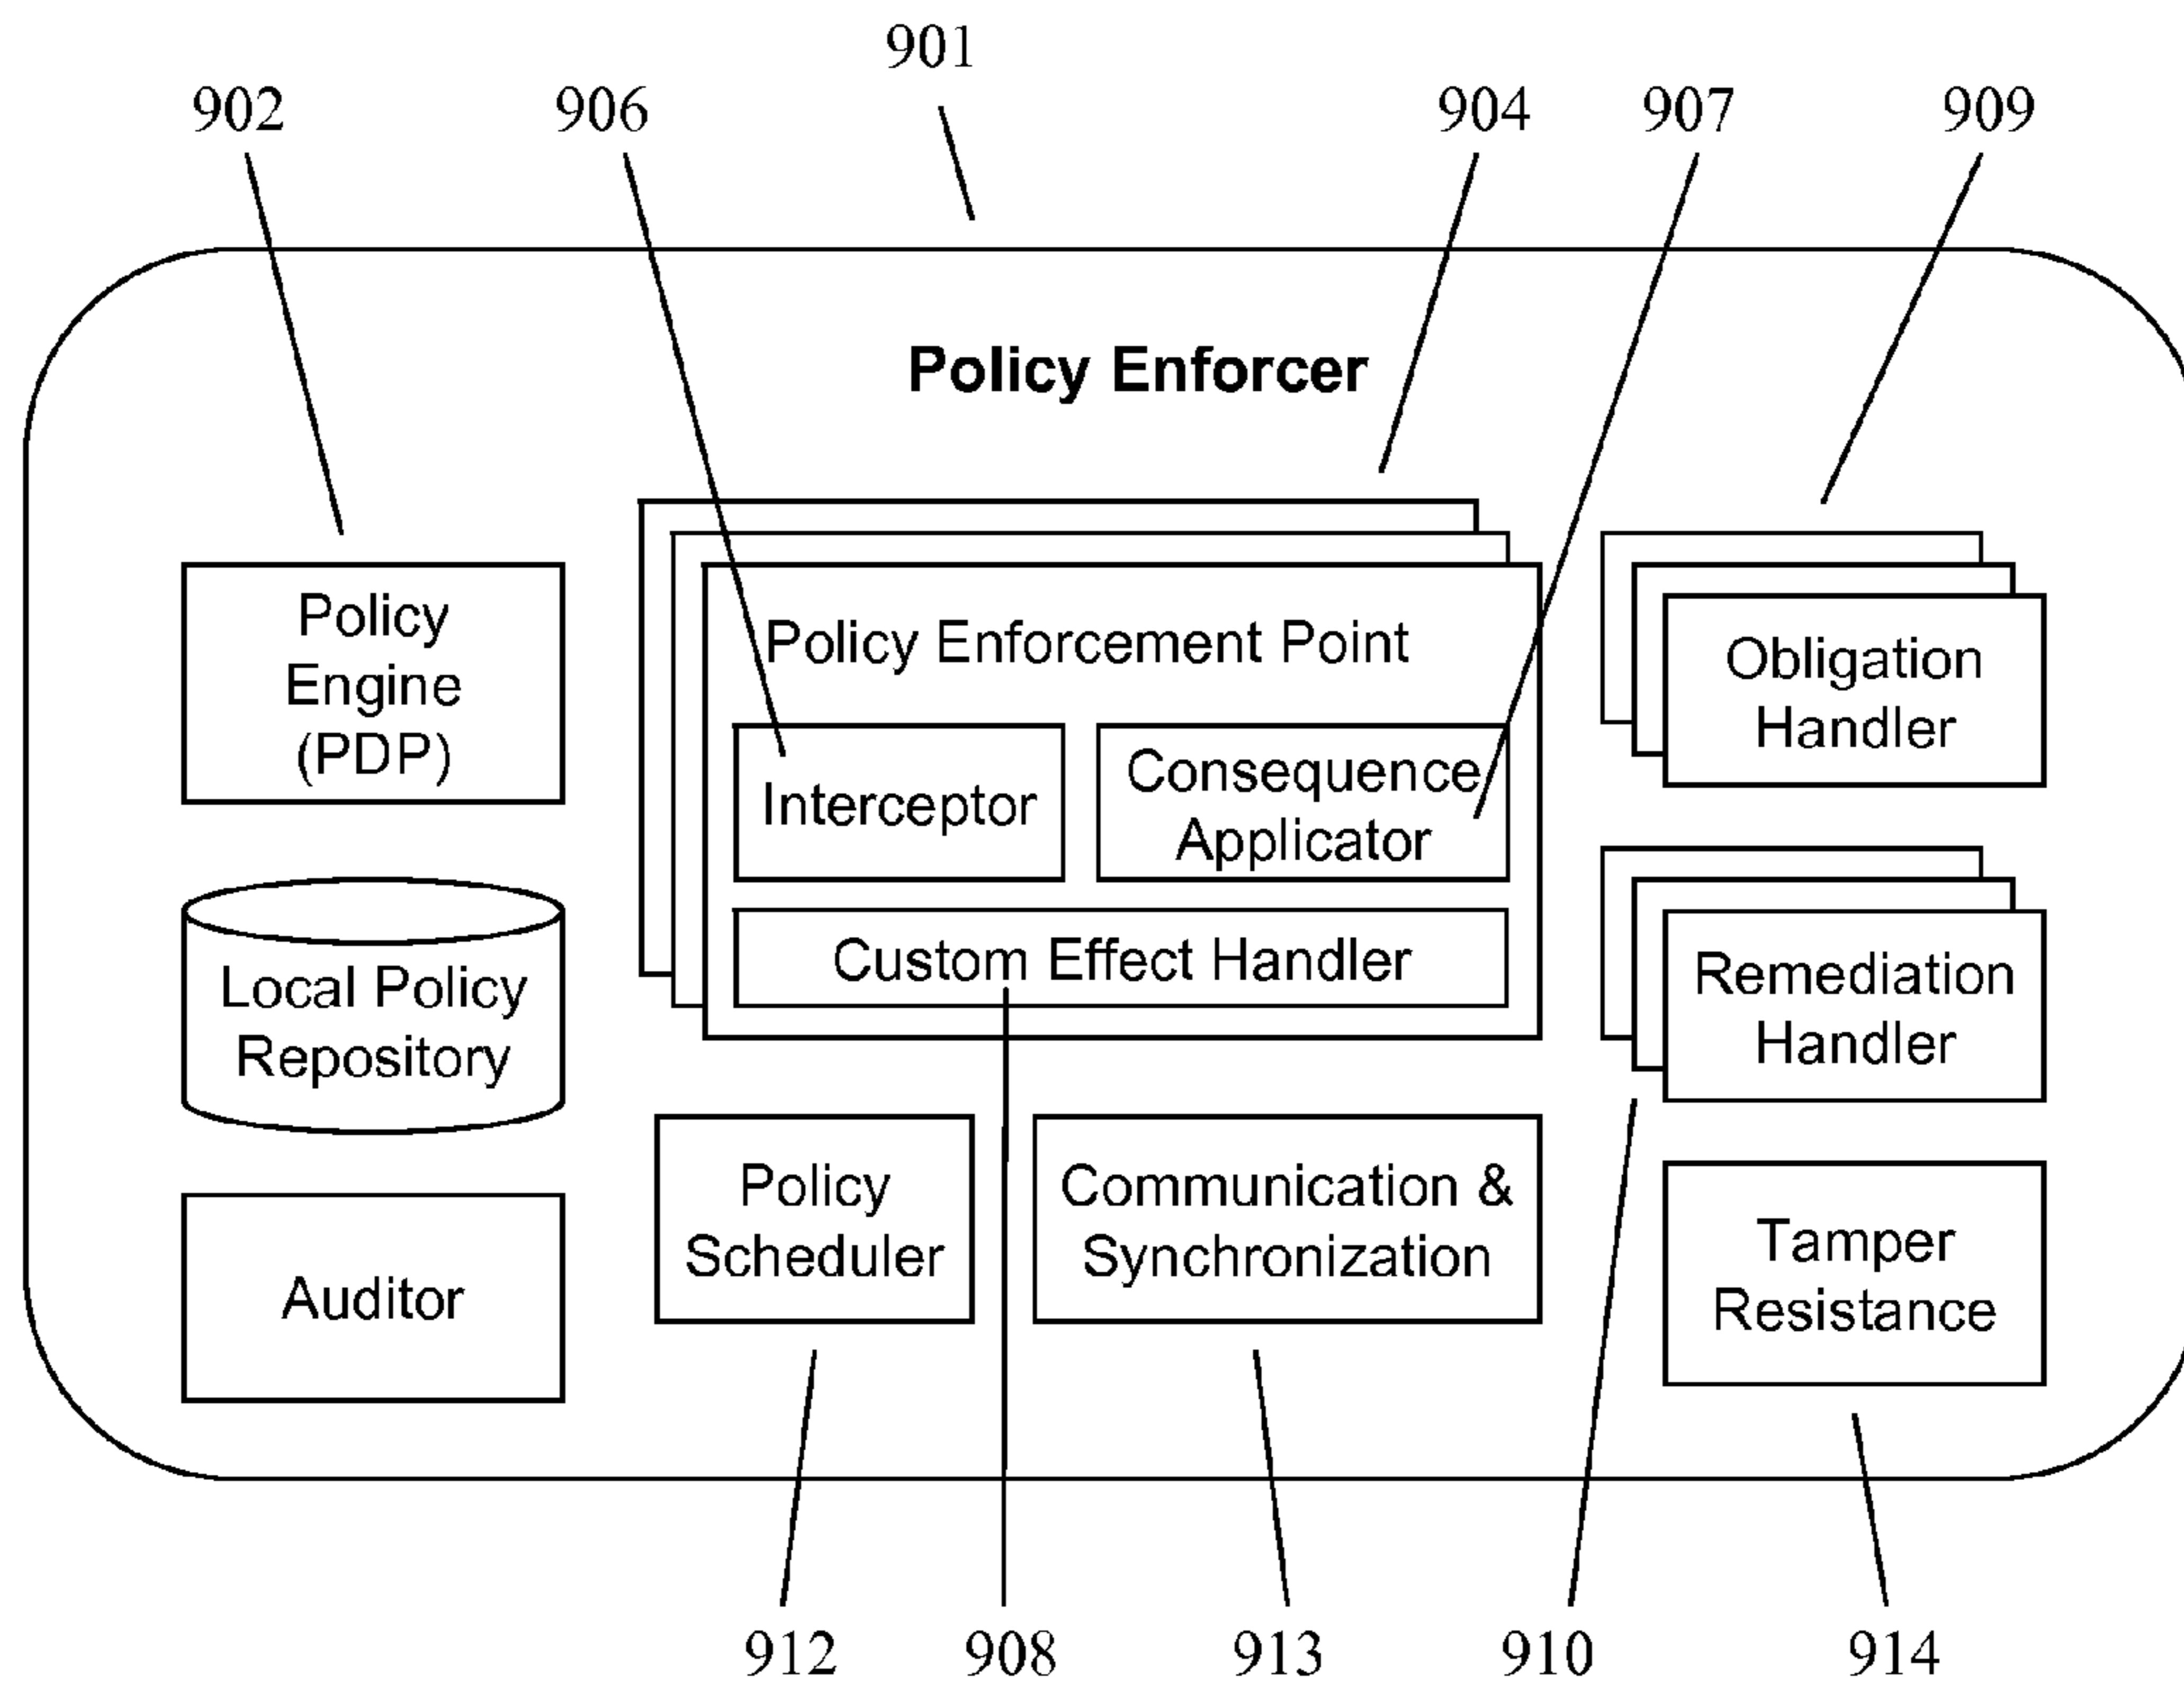 901
902
906
904
907
909
Policy Enforcer
Policy
Engine
(PDP)
Policy Enforcement Point
Interceptor
Consequence
Applicator
Custom Effect Handler
Obligation
Handler
Local Policy
Repository
Remediation
Handler
Auditor
Policy
Scheduler
Communication &
Synchronization
Tamper
Resistance
912
908
913
910
914